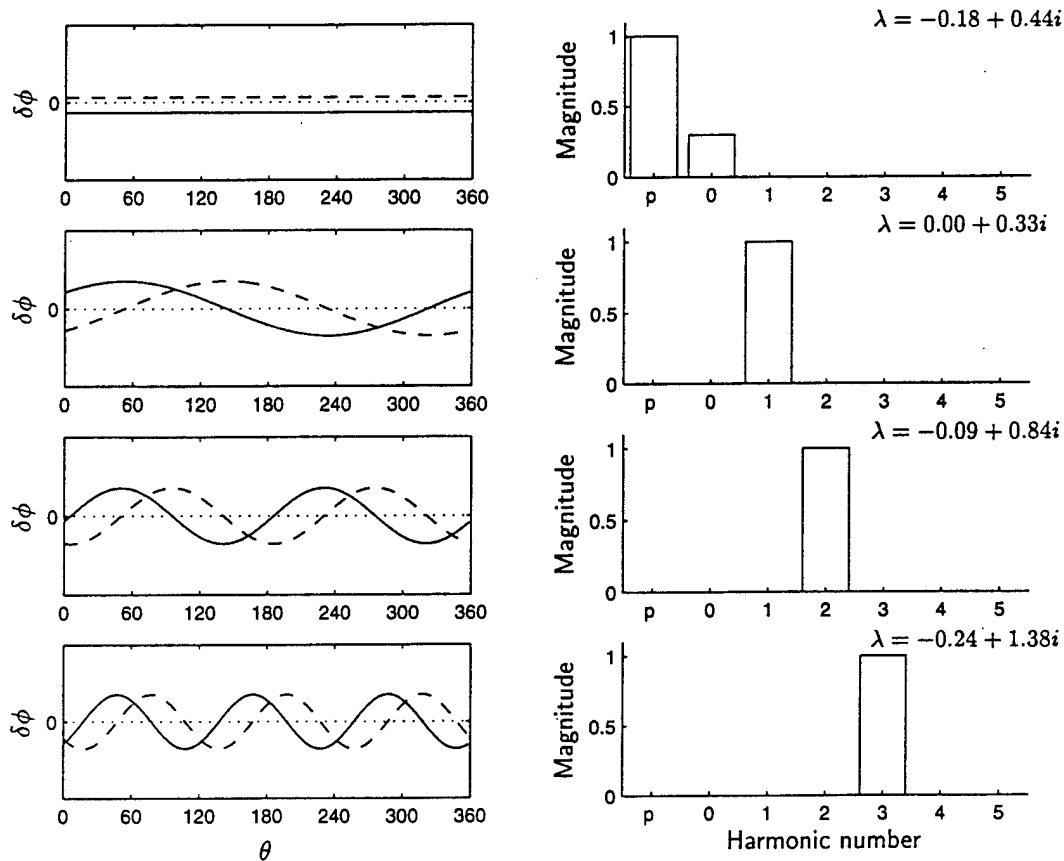 δϕ
0
0 60 120 180 240 300 360
λ = −0.18 + 0.44i
Magnitude
1
0.5
0
p 0 1 2 3 4 5
δϕ
0
0 60 120 180 240 300 360
λ = 0.00 + 0.33i
Magnitude
1
0.5
0
p 0 1 2 3 4 5
δϕ
0
0 60 120 180 240 300 360
λ = −0.09 + 0.84i
Magnitude
1
0.5
0
p 0 1 2 3 4 5
δϕ
0
0 60 120 180 240 300 360
θ
λ = −0.24 + 1.38i
Magnitude
1
0.5
0
p 0 1 2 3 4 5
Harmonic number